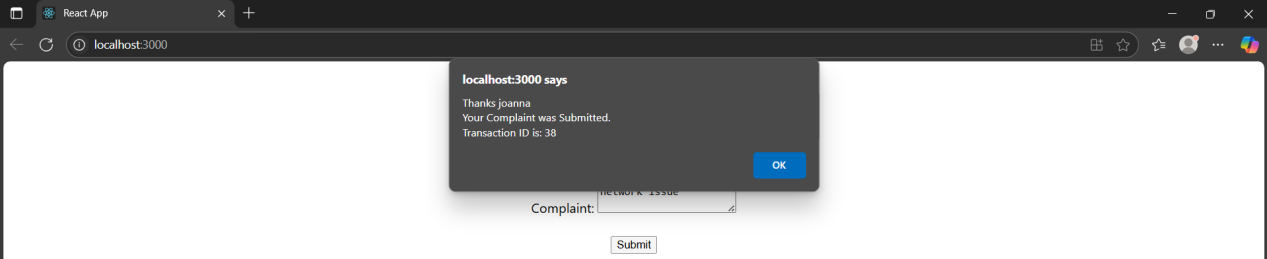 React App
localhost:3000
localhost:3000 says
Thanks joanna
Your Complaint was Submitted.
Transaction ID is: 38
OK
network issue
Complaint:
Submit